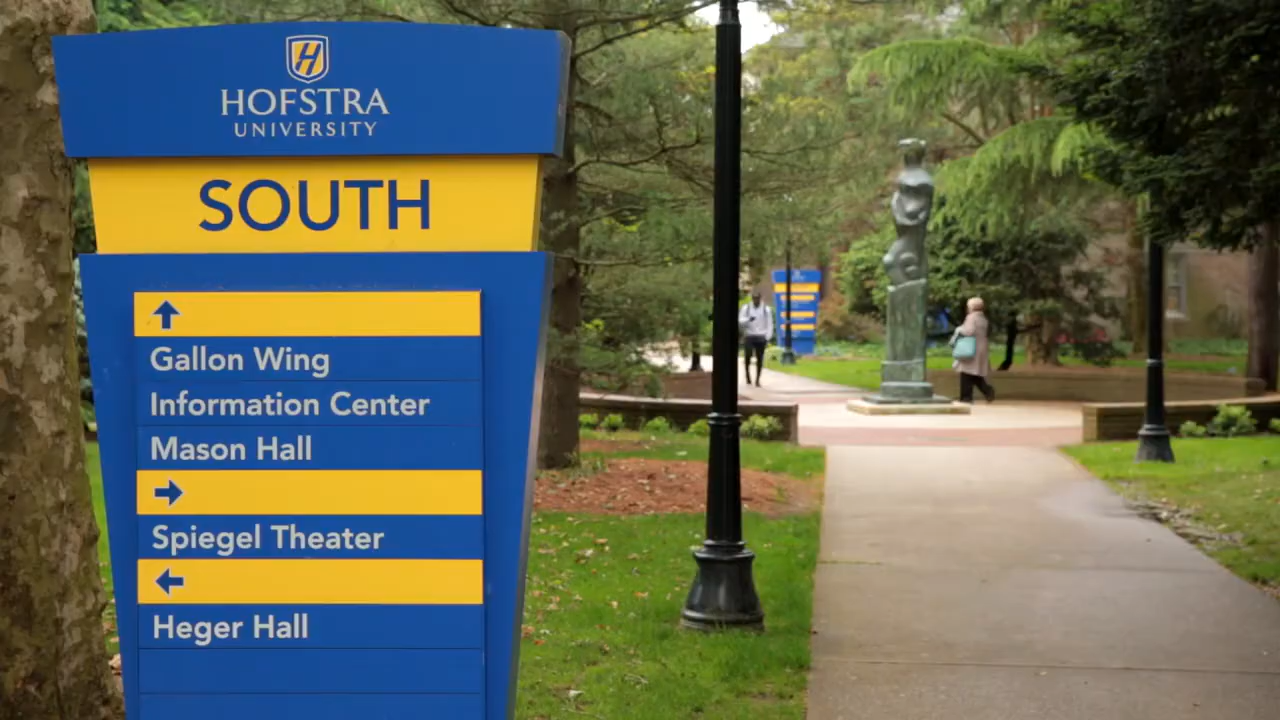 HOFSTRA
UNIVERSITY
SOUTH
↑
Gallon Wing
Information Center
Mason Hall
→
Spiegel Theater
←
Heger Hall